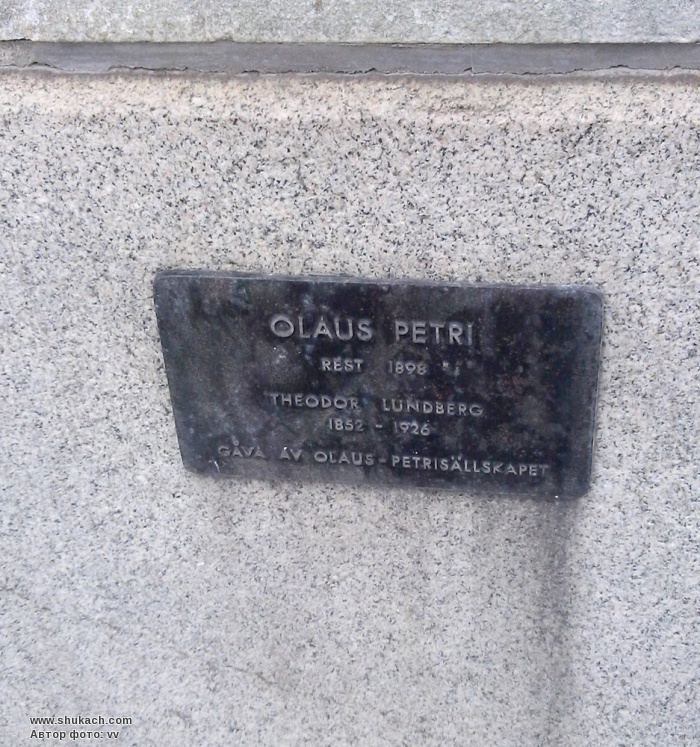 OLAUS PETRI
REST 1898
THEODOR LUNDBERG
1852 - 1926
GÅVA AV OLAUS-PETRISÄLLSKAPET
www.shukach.com
Автор фото: vv